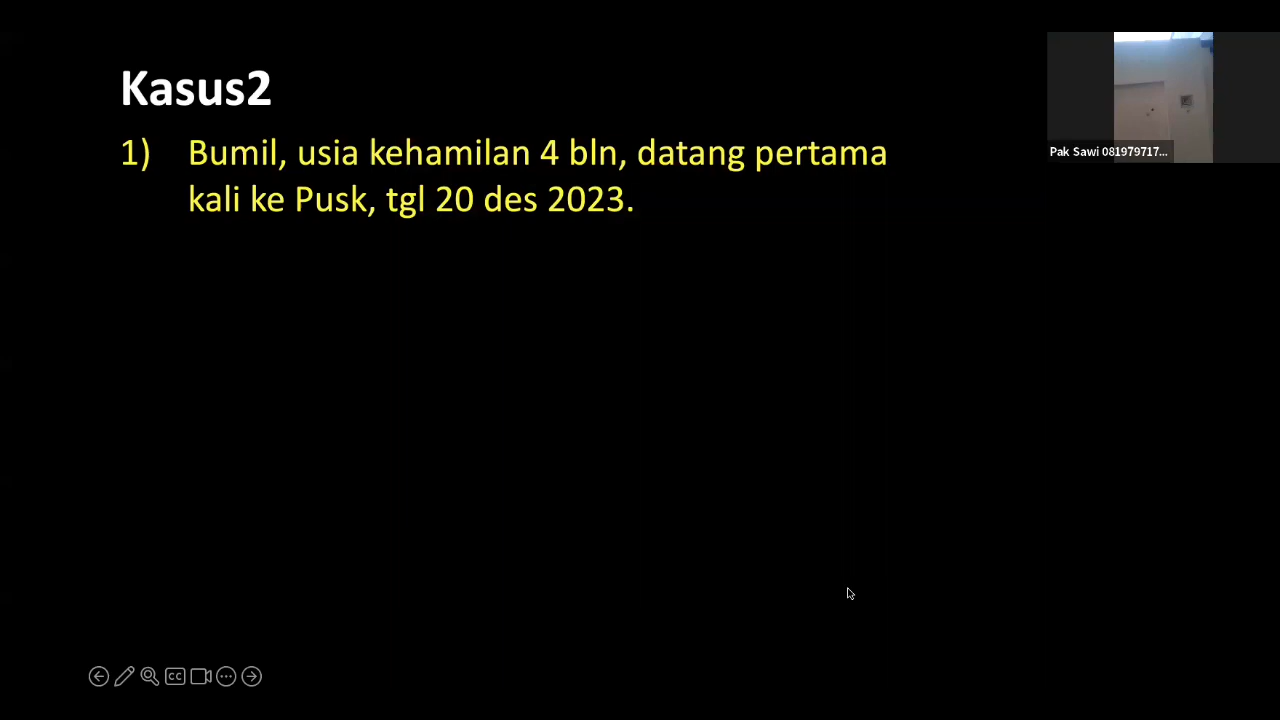 Kasus2
1) Bumil, usia kehamilan 4 bln, datang pertama
kali ke Pusk, tgl 20 des 2023.
Pak Sawi 081979717...
CC